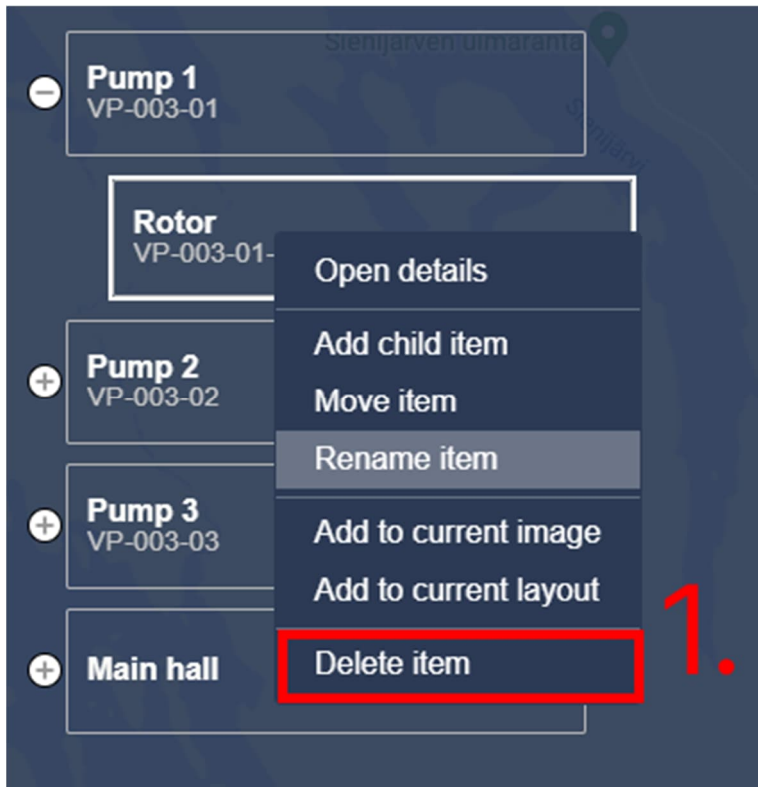 Sienijärven uimaranta
Pump 1
VP-003-01
Sienijärvi
Rotor
VP-003-01-
Open details
Add child item
Move item
Rename item
Add to current image
Add to current layout
Delete item
1.
Pump 2
VP-003-02
Pump 3
VP-003-03
Main hall